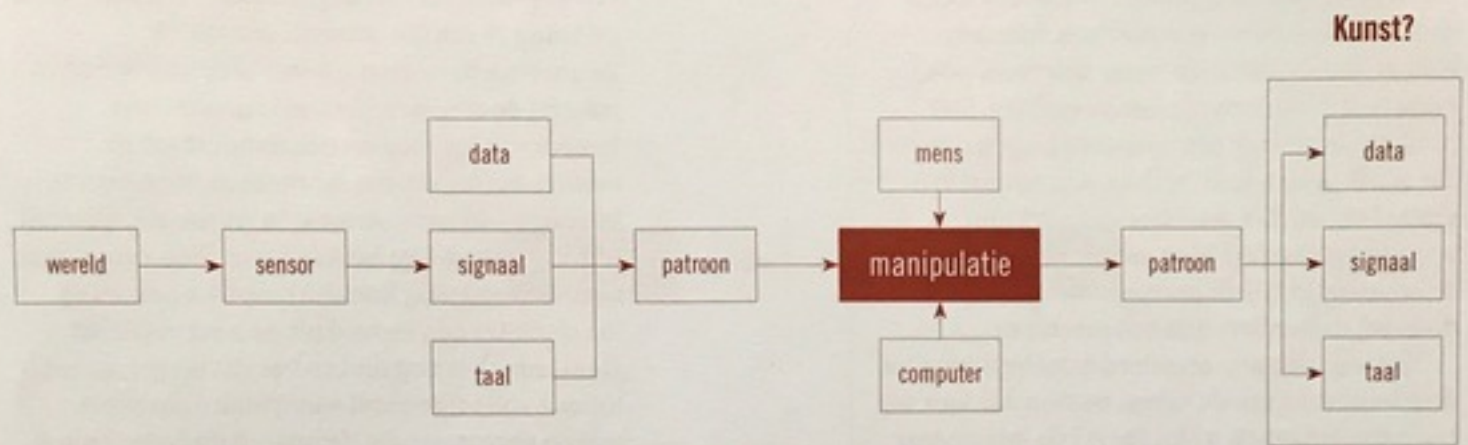 Kunst?
data
mens
data
wereld
sensor
signaal
patroon
manipulatie
patroon
signaal
taal
computer
taal